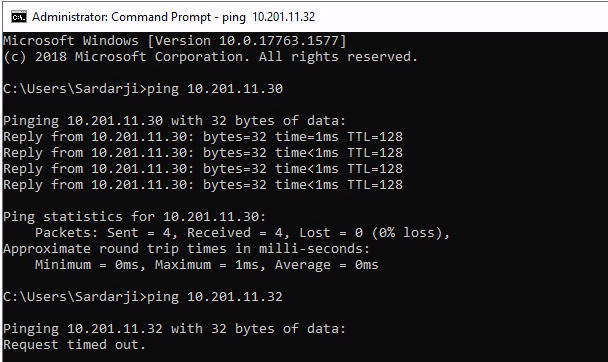 Administrator: Command Prompt - ping  10.201.11.32
Microsoft Windows [Version 10.0.17763.1577]
(c) 2018 Microsoft Corporation. All rights reserved.
C:\Users\Sardarji>ping 10.201.11.30
Pinging 10.201.11.30 with 32 bytes of data:
Reply from 10.201.11.30: bytes=32 time=1ms TTL=128
Reply from 10.201.11.30: bytes=32 time<1ms TTL=128
Reply from 10.201.11.30: bytes=32 time<1ms TTL=128
Reply from 10.201.11.30: bytes=32 time<1ms TTL=128
Ping statistics for 10.201.11.30:
    Packets: Sent = 4, Received = 4, Lost = 0 (0% loss),
Approximate round trip times in milli-seconds:
    Minimum = 0ms, Maximum = 1ms, Average = 0ms
C:\Users\Sardarji>ping 10.201.11.32
Pinging 10.201.11.32 with 32 bytes of data:
Request timed out.